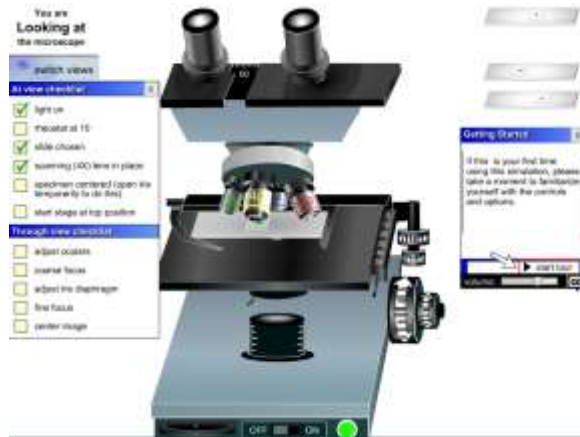 You are
Looking at
the microscope
switch views
At view checklist
light on
rheostat at 10
slide chosen
scanning (4X) lens in place
specimen centered (open iris
temporarily to do this)
start stage at top position
Through view checklist
adjust oculars
coarse focus
adjust iris diaphragm
fine focus
center image
60
OFF
ON
Getting Started
If this is your first time
using this simulation, please
take a moment to familiarize
yourself with the controls
and options.
start tour
volume